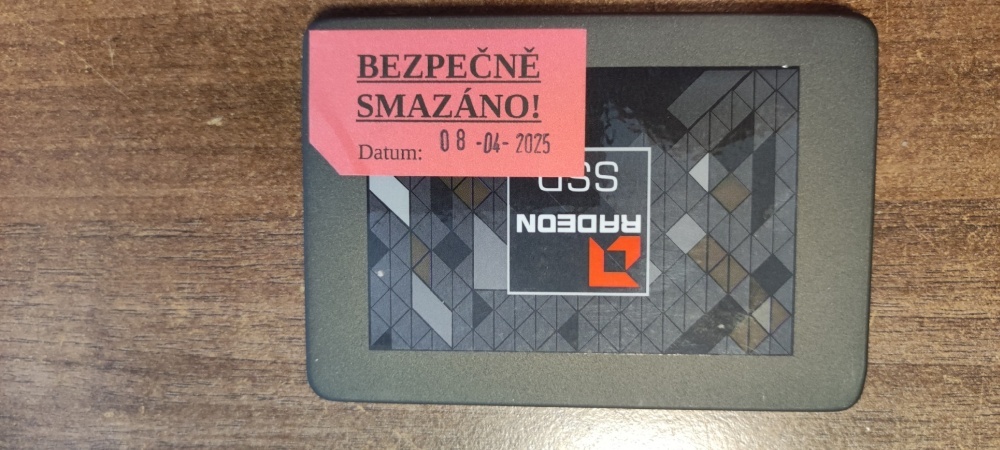 BEZPEČNĚ
SMAZÁNO!
Datum: 08 -04- 2025
SSD
RADEON